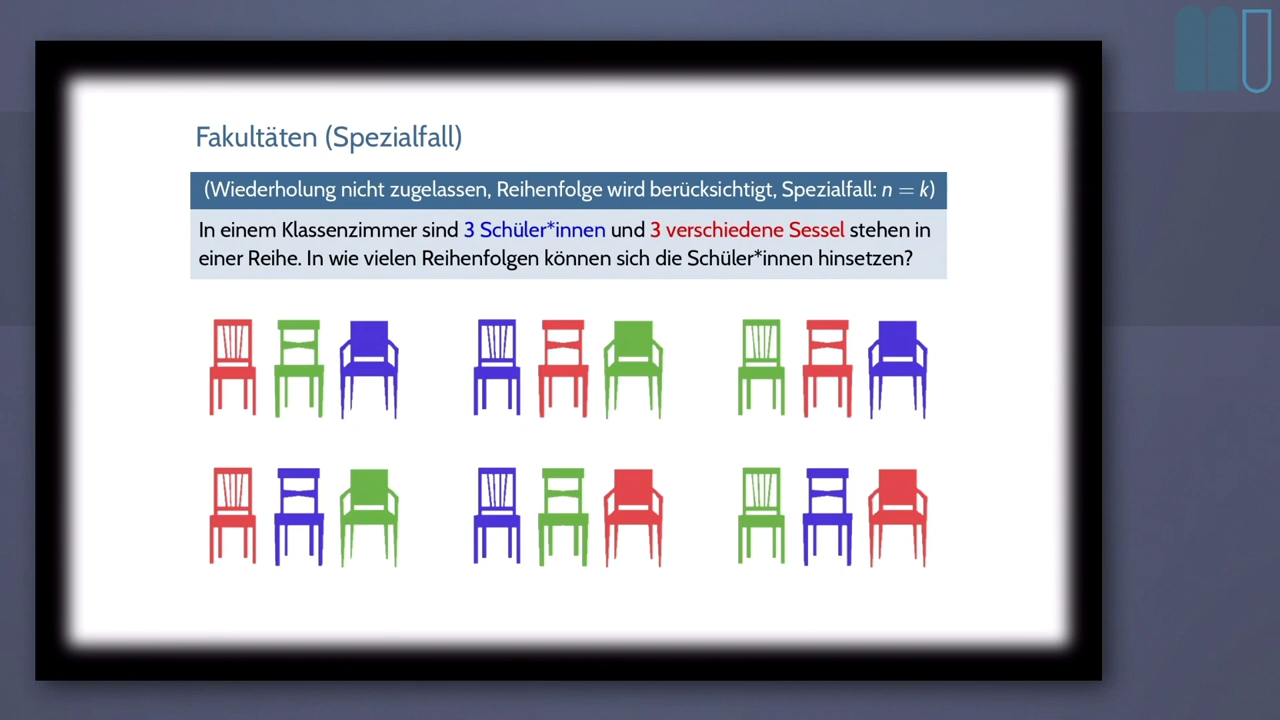 Fakultäten (Spezialfall)
(Wiederholung nicht zugelassen, Reihenfolge wird berücksichtigt, Spezialfall: n = k)
In einem Klassenzimmer sind 3 Schüler*innen und 3 verschiedene Sessel stehen in
einer Reihe. In wie vielen Reihenfolgen können sich die Schüler*innen hinsetzen?